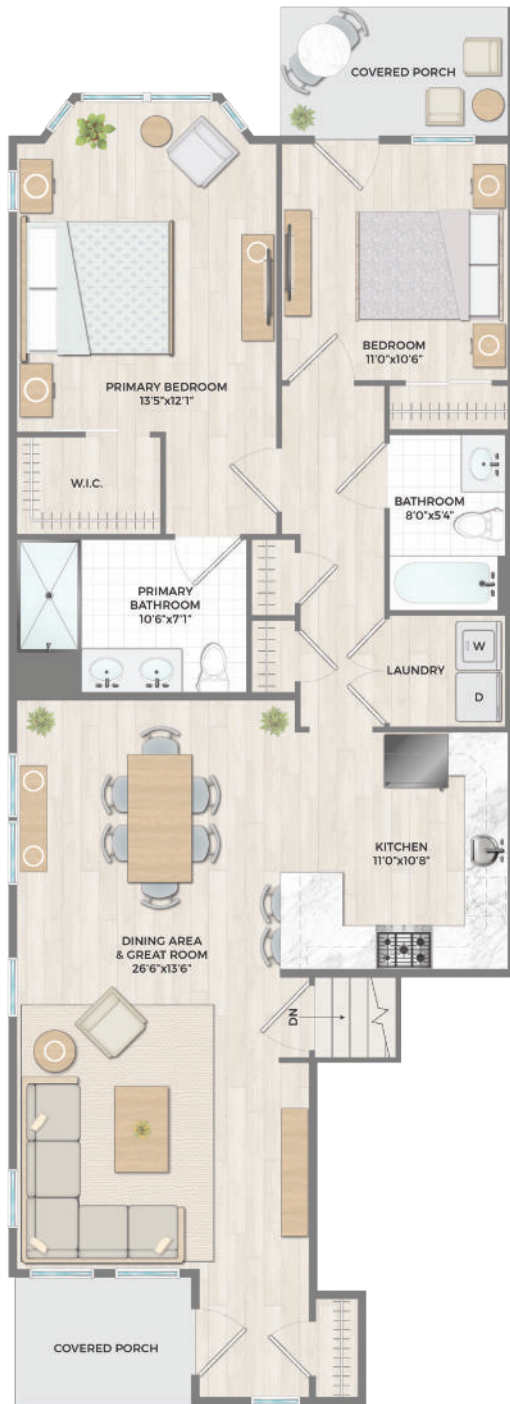 COVERED PORCH
BEDROOM
11'0"x10'6"
PRIMARY BEDROOM
13'5"x12'1"
W.I.C.
BATHROOM
8'0"x5'4"
PRIMARY
BATHROOM
10'6"x7'1"
LAUNDRY
W
D
KITCHEN
11'0"x10'8"
DINING AREA
& GREAT ROOM
26'6"x13'6"
DN
COVERED PORCH